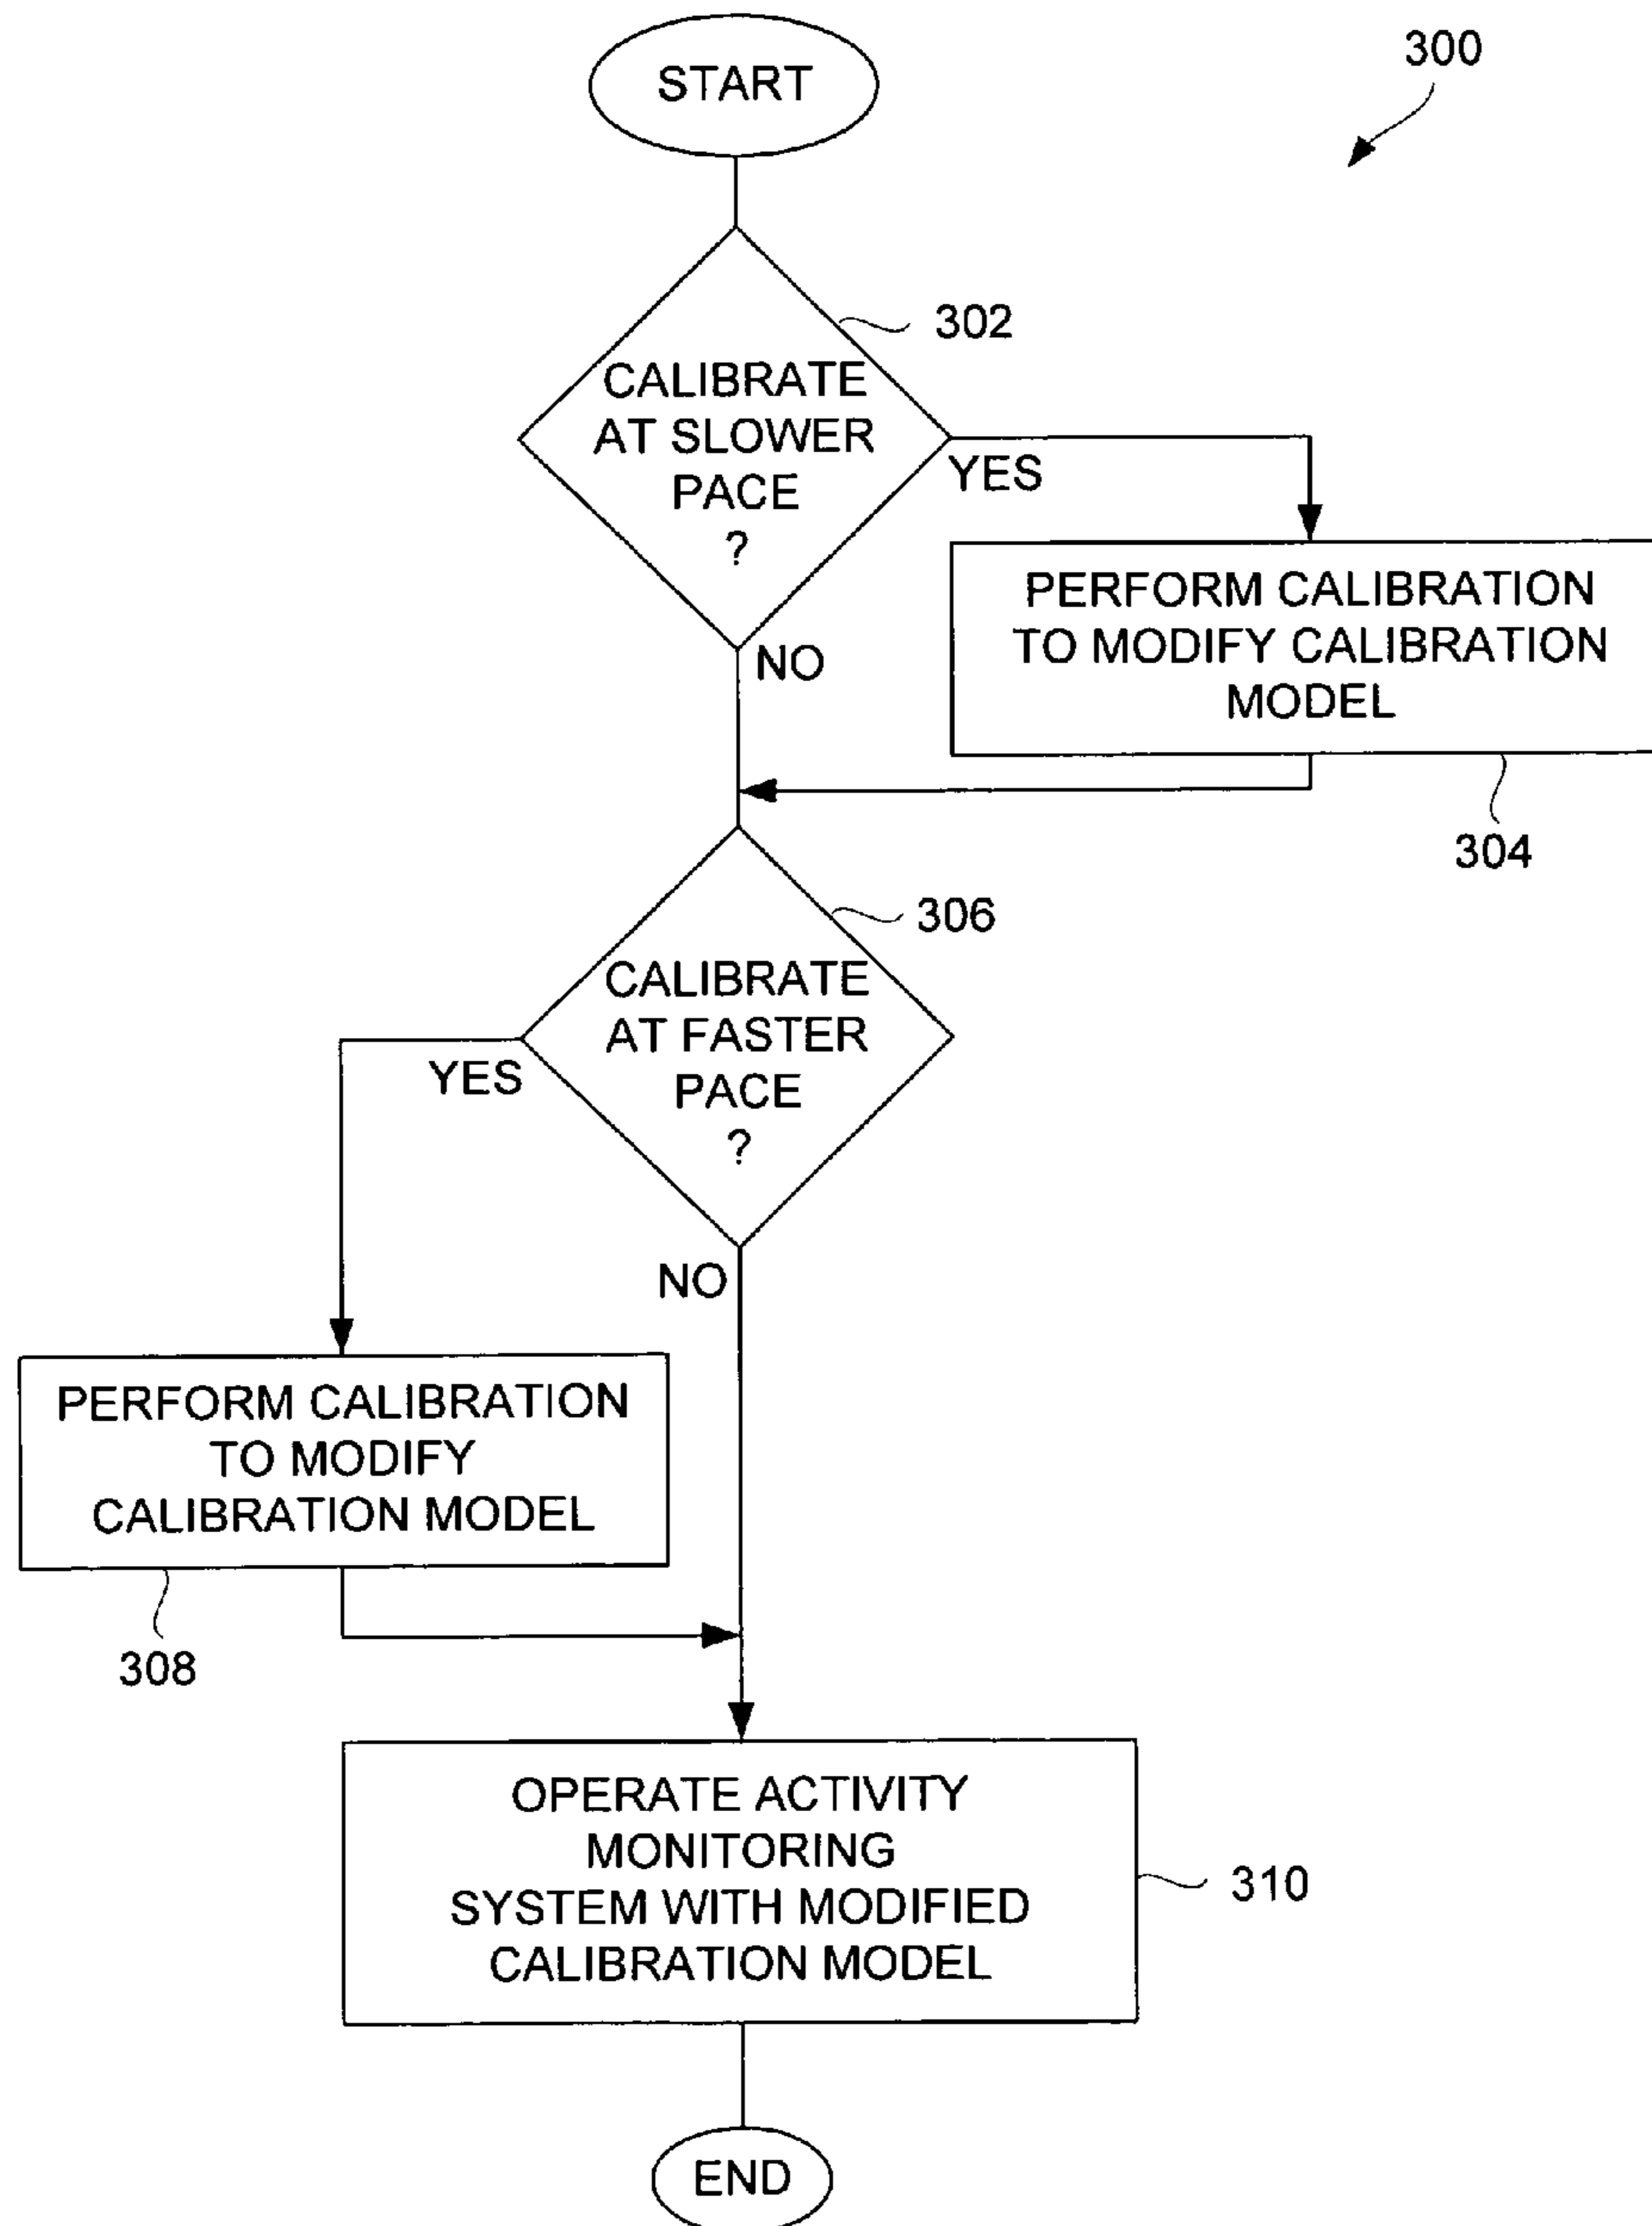 START
300
302
CALIBRATE
AT SLOWER
PACE
?
YES
NO
PERFORM CALIBRATION
TO MODIFY CALIBRATION
MODEL
304
306
CALIBRATE
AT FASTER
PACE
?
YES
NO
PERFORM CALIBRATION
TO MODIFY
CALIBRATION MODEL
308
OPERATE ACTIVITY
MONITORING
SYSTEM WITH MODIFIED
CALIBRATION MODEL
310
END